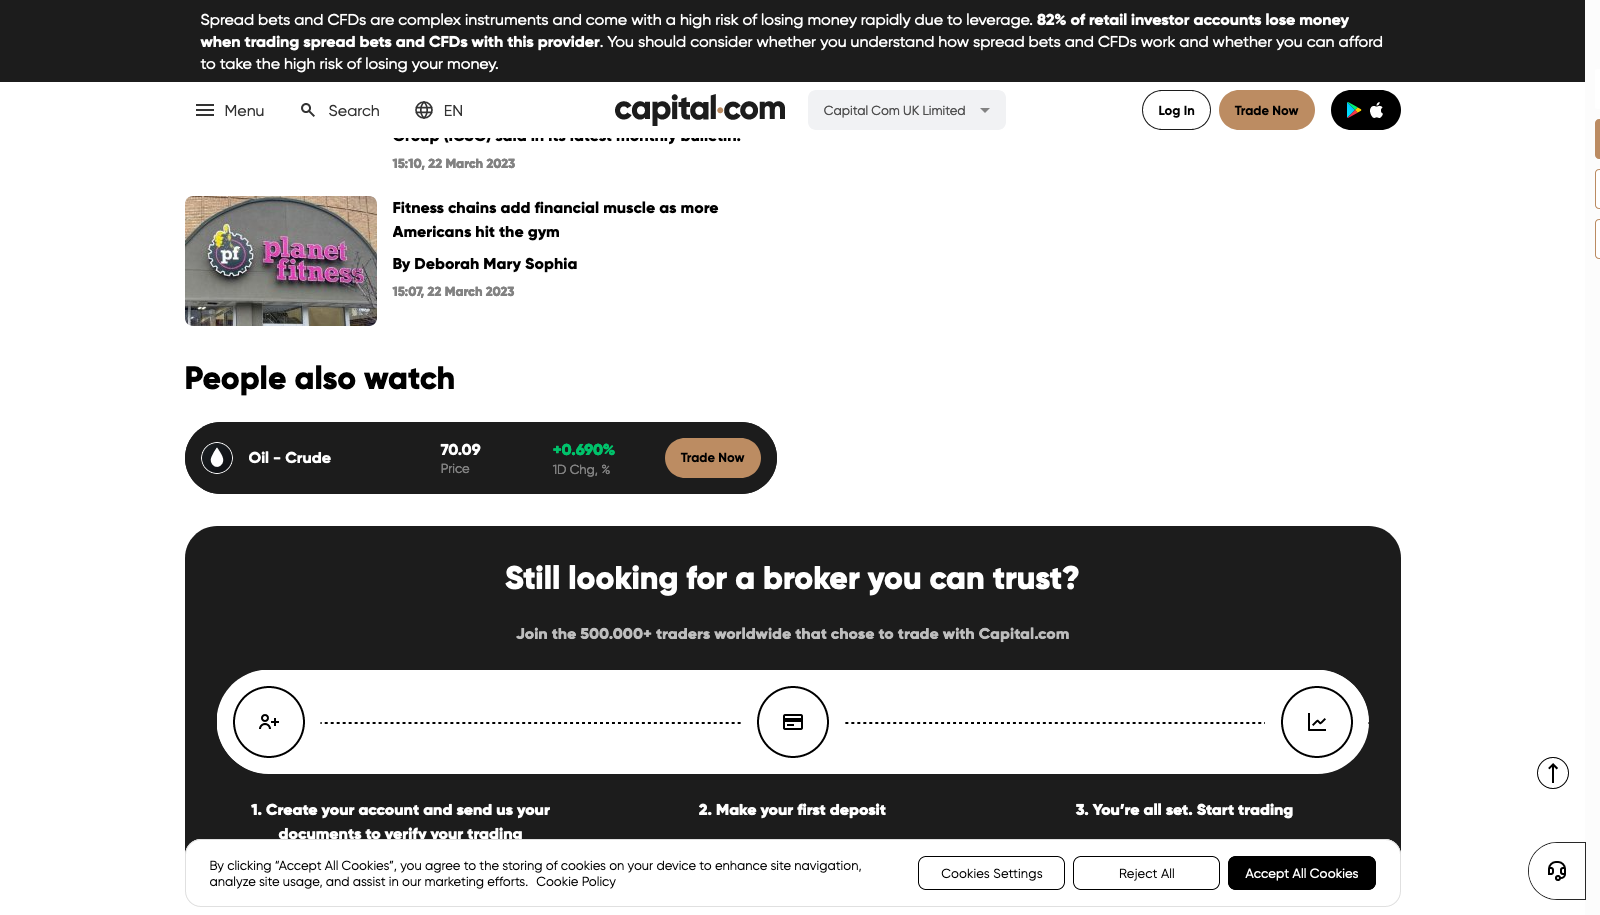 Spread bets and CFDs are complex instruments and come with a high risk of losing money rapidly due to leverage. 82% of retail investor accounts lose money
when trading spread bets and CFDs with this provider. You should consider whether you understand how spread bets and CFDs work and whether you can afford
to take the high risk of losing your money.
Menu
Search
EN
capital.com
Capital Com UK Limited
Log In
Trade Now
Group (ICSG) said in its latest monthly bulletin.
15:10, 22 March 2023
pf planet
fitness
Fitness chains add financial muscle as more
Americans hit the gym
By Deborah Mary Sophia
15:07, 22 March 2023
People also watch
Oil - Crude
70.09
Price
+0.690%
1D Chg, %
Trade Now
Still looking for a broker you can trust?
Join the 500.000+ traders worldwide that chose to trade with Capital.com
1. Create your account and send us your
documents to verify your trading
2. Make your first deposit
3. You’re all set. Start trading
By clicking “Accept All Cookies”, you agree to the storing of cookies on your device to enhance site navigation,
analyze site usage, and assist in our marketing efforts. Cookie Policy
Cookies Settings
Reject All
Accept All Cookies